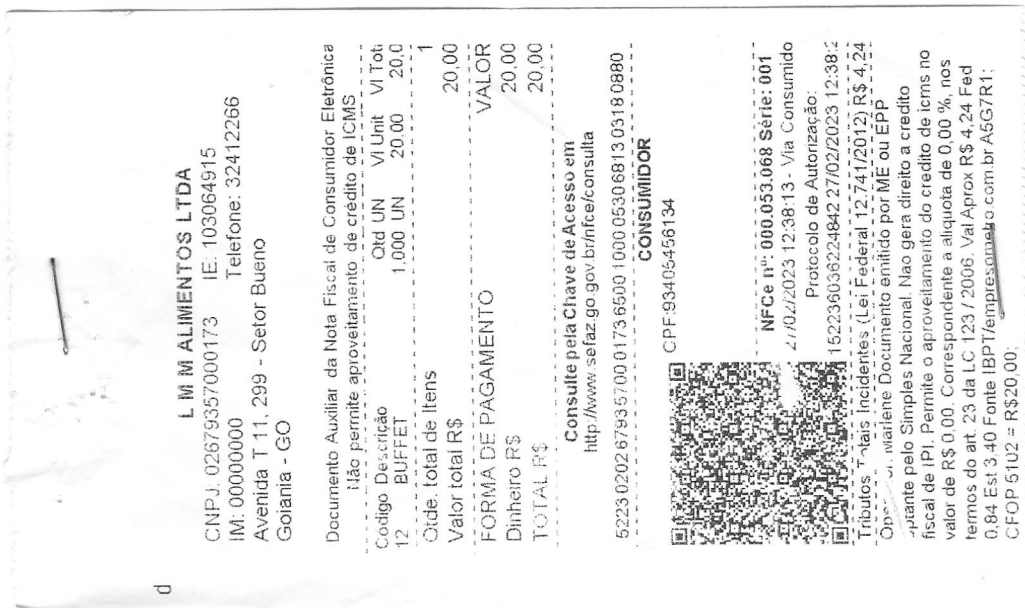 d
L M M ALIMENTOS LTDA
CNPJ: 02679357000173 IE: 103064915
IM: 00000000 Telefone: 32412266
Avenida T 11, 299 - Setor Bueno
Goiania - GO
Documento Auxiliar da Nota Fiscal de Consumidor Eletrônica
Não permite aproveitamento de crédito de ICMS
Codigo Descrição Qtd UN Vl Unit Vl Tot
12 BUFFET 1,000 UN 20,00 20,0
Qtde. total de Itens 1
Valor total R$ 20,00
FORMA DE PAGAMENTO VALOR
Dinheiro R$ 20,00
TOTAL R$ 20,00
Consulte pela Chave de Acesso em
http://www.sefaz.go.gov.br/nfce/consulta
5223 0202 6793 5700 0173 6500 1000 0530 6813 0318 0880
CONSUMIDOR
CPF:93405456134
NFCe nº: 000.053.068 Série: 001
27/02/2023 12:38:13 - Via Consumido
Protocolo de Autorização:
152236036224842 27/02/2023 12:38:2
Tributos Totais Incidentes (Lei Federal 12.741/2012) R$ 4,24
Marlene Documento emitido por ME ou EPP
optante pelo Simples Nacional. Nao gera direito a credito
fiscal de IPI. Permite o aproveitamento do credito de icms no
valor de R$ 0,00. Correspondente a aliquota de 0,00 %, nos
termos do art. 23 da LC 123 / 2006. Val Aprox R$ 4,24 Fed
0,84 Est 3,40 Fonte IBPT/empresometro.com.br A5G7R1;
CFOP 5102 = R$20,00;